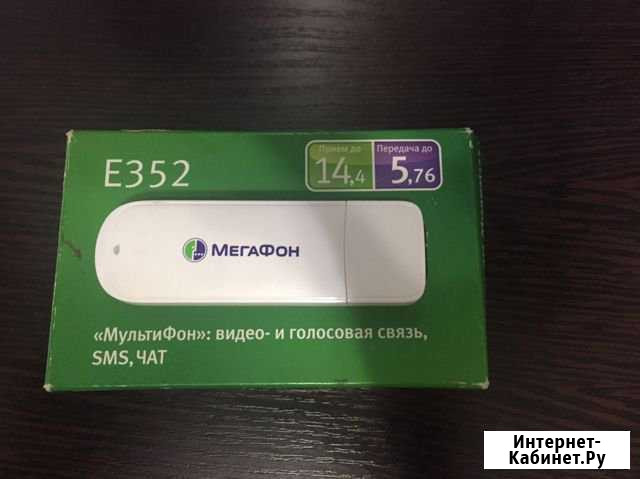 E352
Приём до
14,4
Передача до
5,76
МЕГАФОН
«МультиФон»: видео- и голосовая связь,
SMS, ЧАТ
Интернет-
Кабинет.Ру